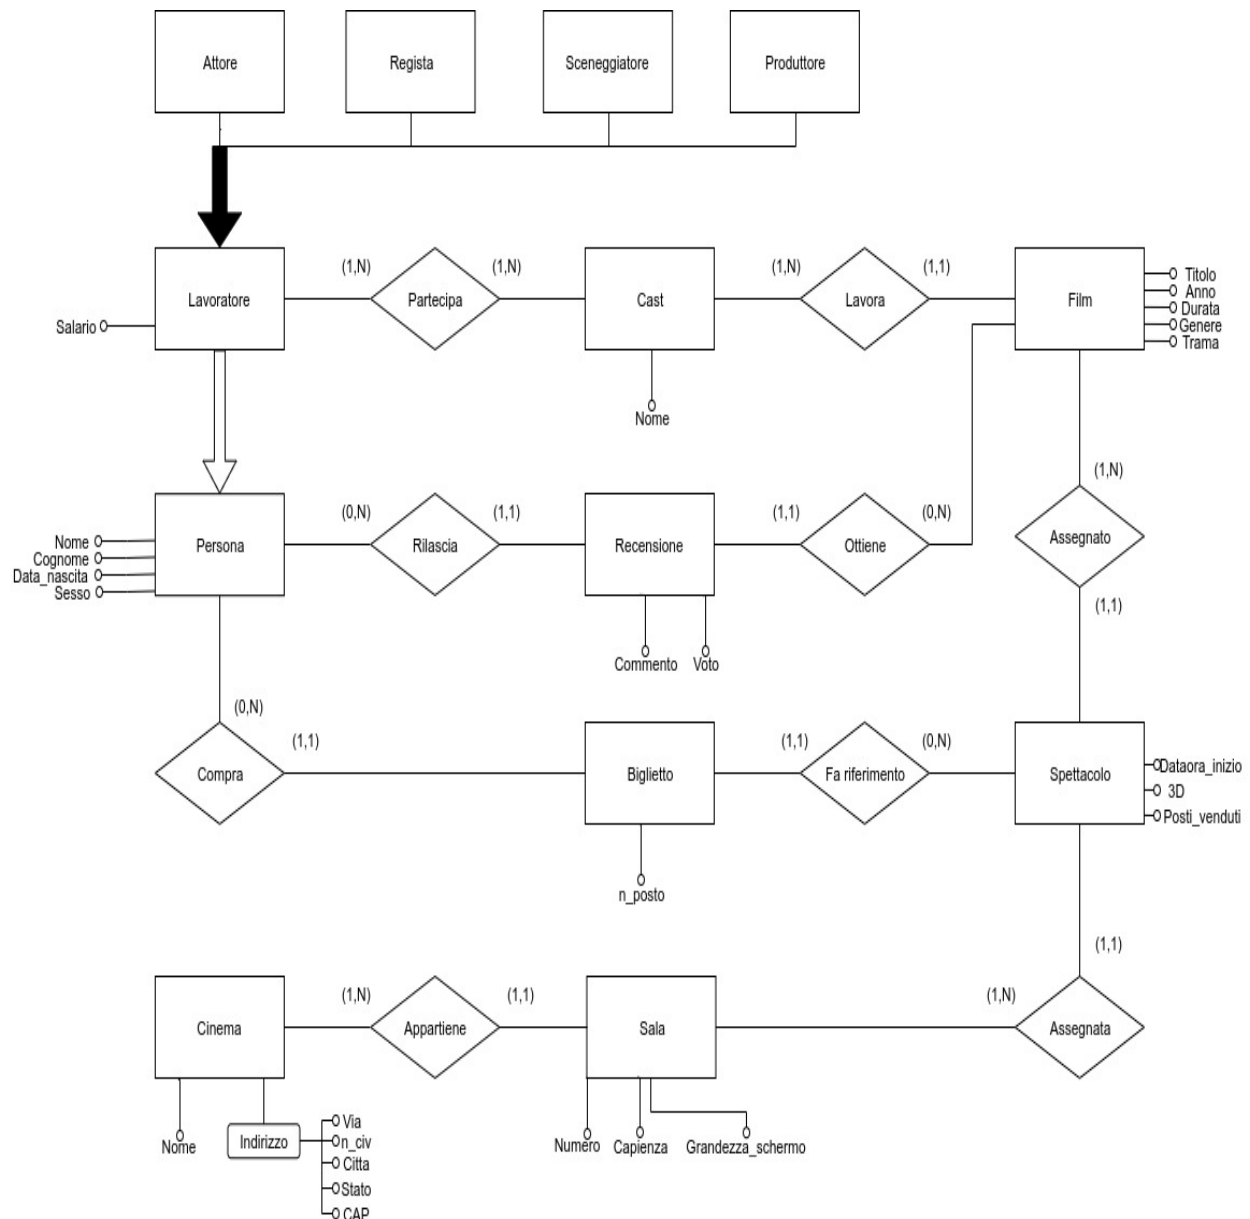 Attore
Regista
Sceneggiatore
Produttore
(1,N)
(1,N)
(1,N)
(1,1)
Lavoratore
Partecipa
Cast
Lavora
Film
Titolo
Anno
Durata
Genere
Trama
Salario
Nome
(1,N)
(0,N)
(1,1)
(1,1)
(0,N)
Nome
Cognome
Data_nascita
Sesso
Persona
Rilascia
Recensione
Ottiene
Assegnato
(1,1)
Commento
Voto
(0,N)
(1,1)
(1,1)
(0,N)
Compra
Biglietto
Fa riferimento
Spettacolo
Dataora_inizio
3D
Posti_venduti
n_posto
(1,1)
(1,N)
(1,1)
(1,N)
Cinema
Appartiene
Sala
Assegnata
Nome
Indirizzo
Via
n_civ
Citta
Stato
CAP
Numero
Capienza
Grandezza_schermo